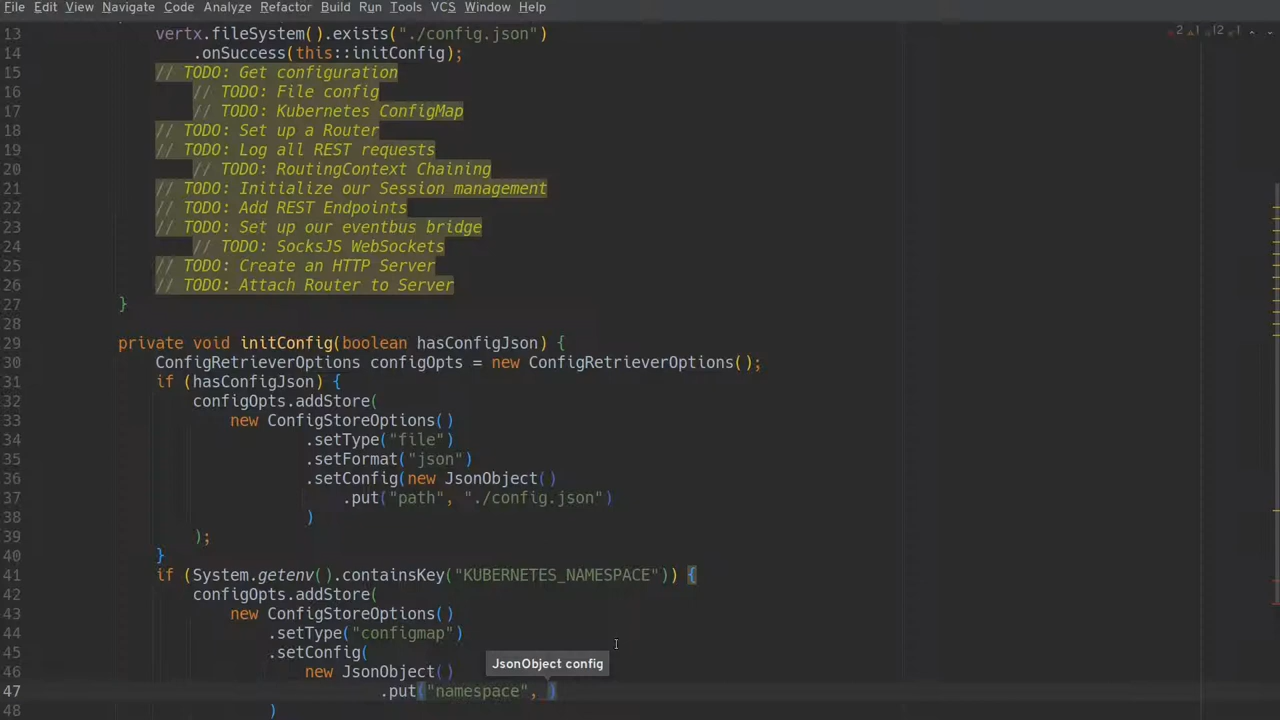 File Edit View Navigate Code Analyze Refactor Build Run Tools VCS Window Help
13 vertx.fileSystem().exists("./config.json")
2 1 12 1
14 .onSuccess(this::initConfig);
15 // TODO: Get configuration
16 // TODO: File config
17 // TODO: Kubernetes ConfigMap
18 // TODO: Set up a Router
19 // TODO: Log all REST requests
20 // TODO: RoutingContext Chaining
21 // TODO: Initialize our Session management
22 // TODO: Add REST Endpoints
23 // TODO: Set up our eventbus bridge
24 // TODO: SocksJS WebSockets
25 // TODO: Create an HTTP Server
26 // TODO: Attach Router to Server
27 }
28
29 private void initConfig(boolean hasConfigJson) {
30 ConfigRetrieverOptions configOpts = new ConfigRetrieverOptions();
31 if (hasConfigJson) {
32 configOpts.addStore(
33 new ConfigStoreOptions()
34 .setType("file")
35 .setFormat("json")
36 .setConfig(new JsonObject()
37 .put("path", "./config.json")
38 )
39 );
40 }
41 if (System.getenv().containsKey("KUBERNETES_NAMESPACE")) {
42 configOpts.addStore(
43 new ConfigStoreOptions()
44 .setType("configmap")
45 .setConfig(
JsonObject config
46 new JsonObject()
47 .put("namespace", )
48 )